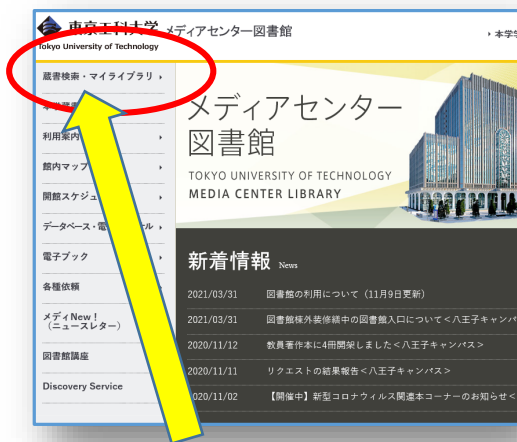 東京工科大学 メディアセンター図書館
Tokyo University of Technology
本学
蔵書検索・マイライブラリ
利用案内
館内マップ
開館スケジュ
データベース・電 ール
電子ブック
各種依頼
メディNew！
（ニュースレター）
図書館講座
Discovery Service
メディアセンター
図書館
TOKYO UNIVERSITY OF TECHNOLOGY
MEDIA CENTER LIBRARY
新着情報 News
2021/03/31 図書館の利用について（11月9日更新）
2021/03/31 図書館棟外装修繕中の図書館入口について＜八王子キャンパ
2020/11/12 教員著作本に4冊開架しました＜八王子キャンパス＞
2020/11/11 リクエストの結果報告＜八王子キャンパス＞
2020/11/02 【開催中】新型コロナウィルス関連本コーナーのお知らせ＜